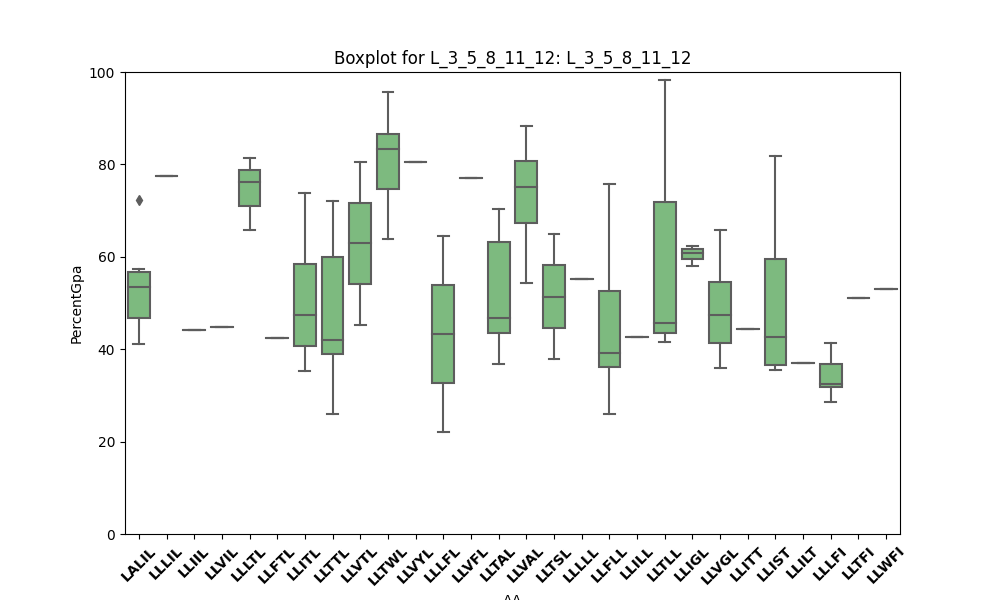 Boxplot for L_3_5_8_11_12: L_3_5_8_11_12
PercentGpa
100
80
60
40
20
0
LALIL LLLIL LLIIL LLVIL LLLTL LLFTL LLITL LLTTL LLVTL LLTWL LLVYL LLLFL LLVFL LLTAL LLVAL LLTSL LLLLL LLFLL LLILL LLTLL LLIGL LLVGL LLITT LLIST LLILT LLLFI LLTFI LLWFI
AA